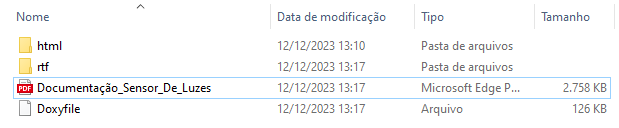 Nome Data de modificação Tipo Tamanho
html 12/12/2023 13:10 Pasta de arquivos
rtf 12/12/2023 13:17 Pasta de arquivos
PDF Documentação_Sensor_De_Luzes 12/12/2023 13:17 Microsoft Edge P... 2.758 KB
Doxyfile 12/12/2023 13:17 Arquivo 126 KB